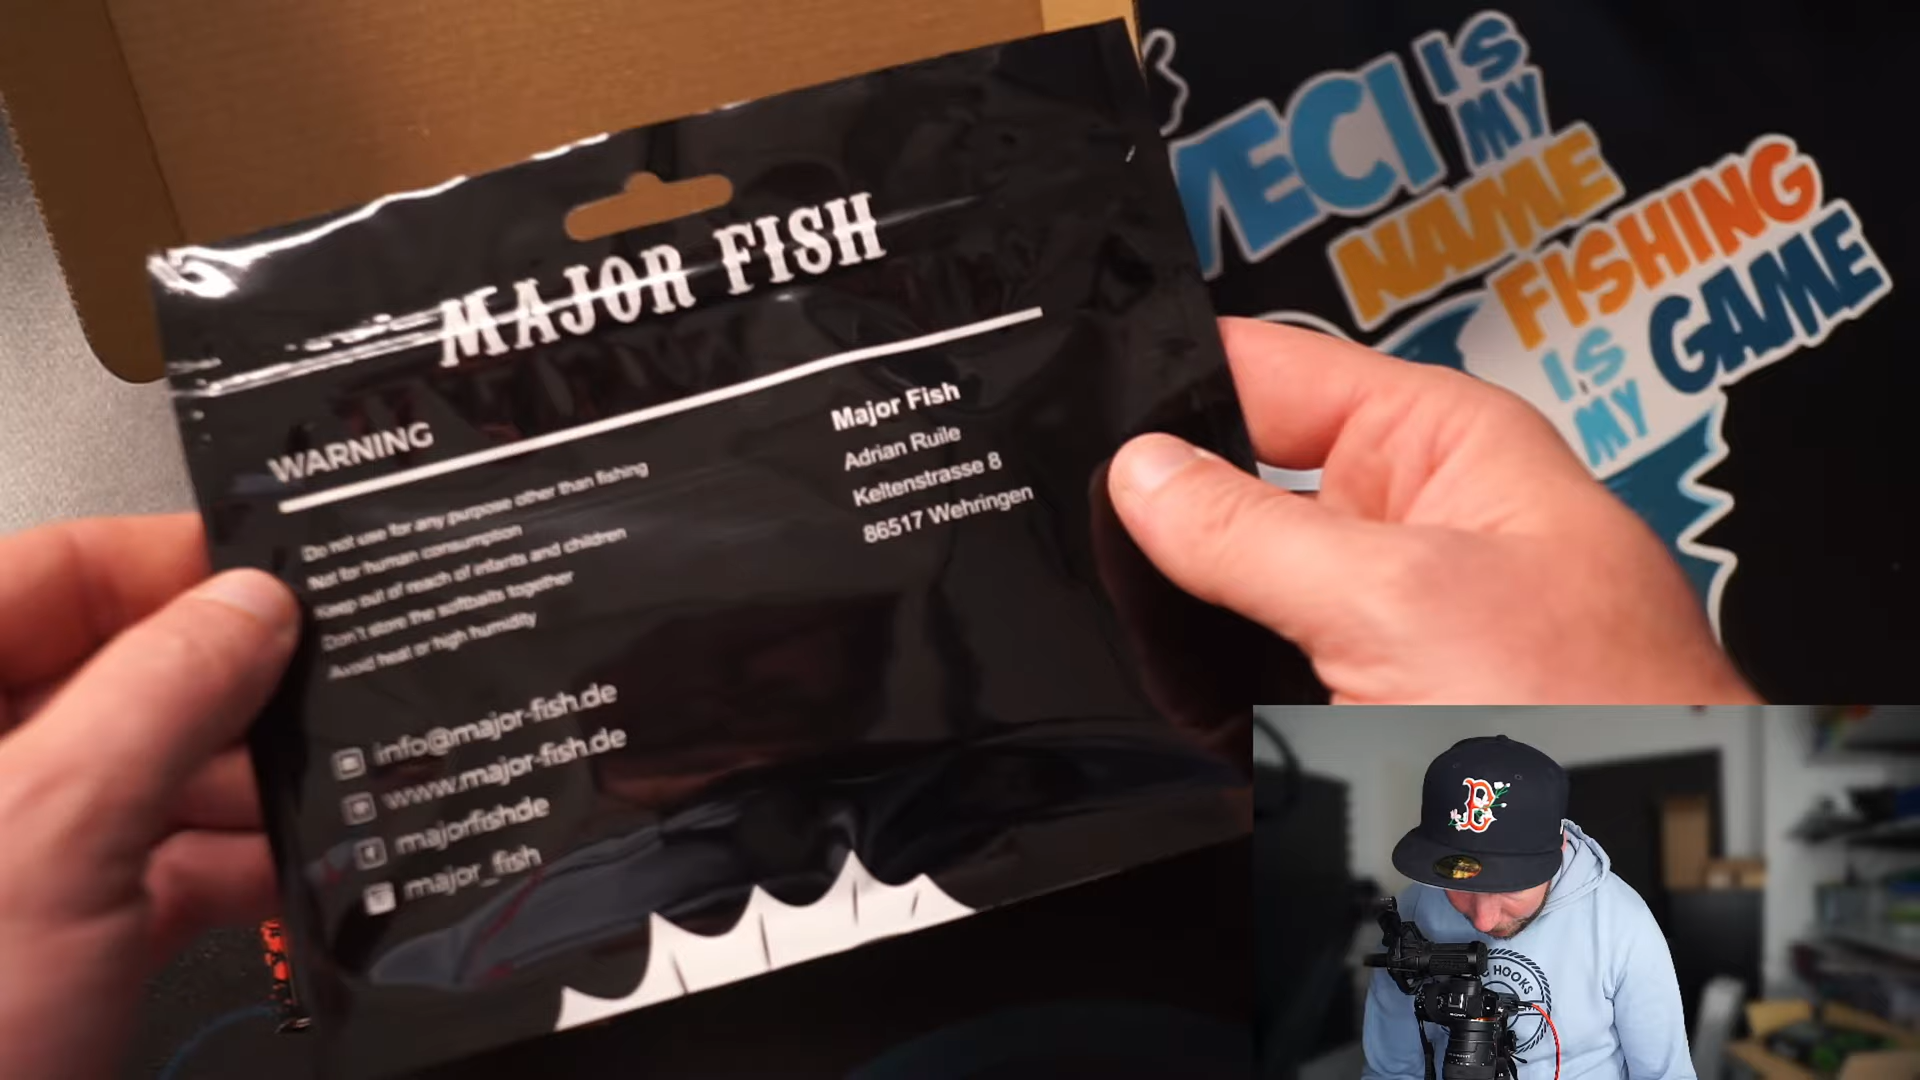 MAJOR FISH
WARNING
Do not use for any purpose other than fishing
Not for human consumption
Keep out of reach of infants and children
Don't store the softbaits together
Avoid heat or high humidity
Major Fish
Adrian Ruile
Keltenstrasse 8
86517 Wehringen
info@major-fish.de
www.major-fish.de
majorfishde
major_fish
IS
MY
NAME
FISHING
IS
MY
GAME
B
HOOKS